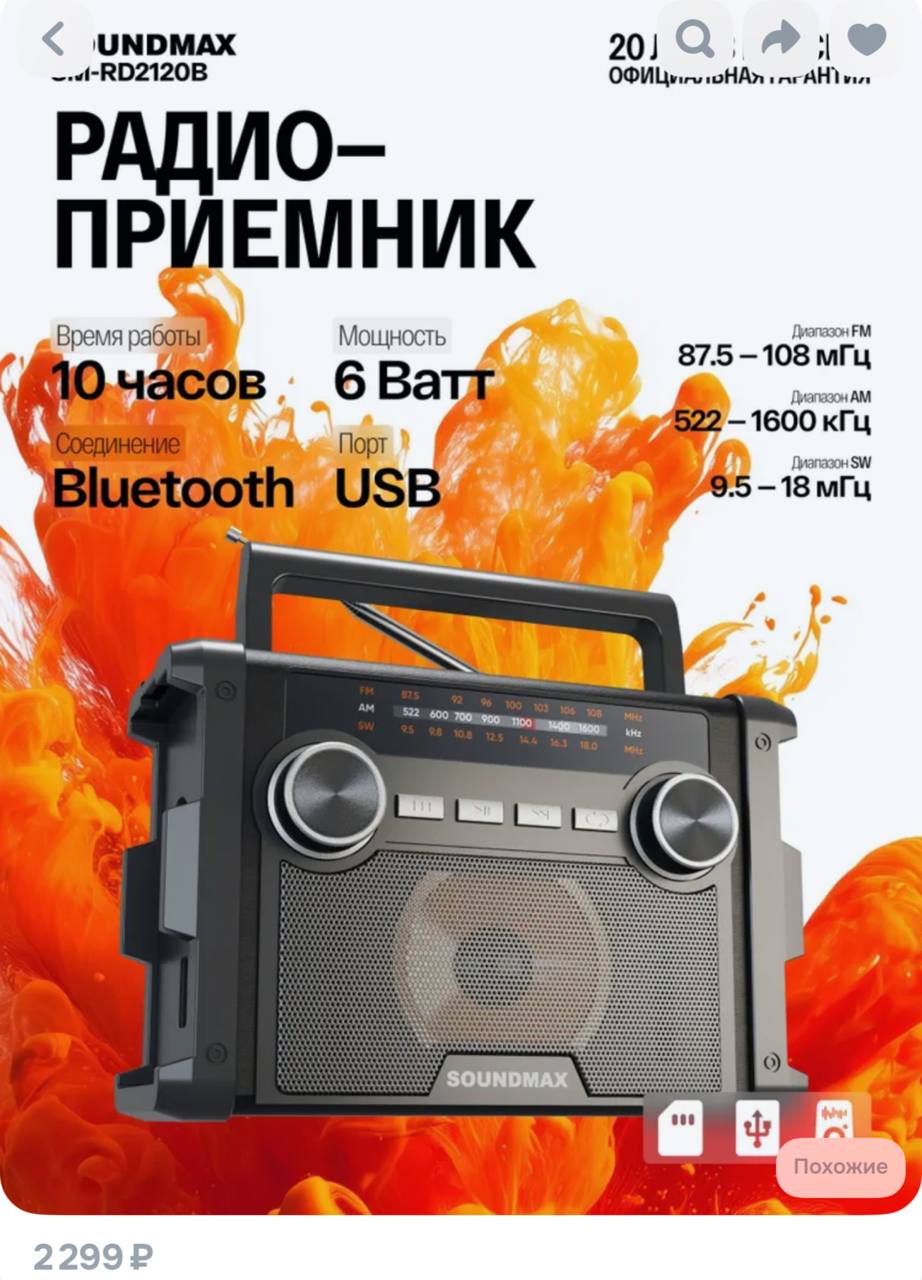 UNDMAX
-RD2120B
20
ОФИЦИАЛЬНАЯ ГАРАНТИЯ
РАДИО–
ПРИЕМНИК
Время работы
10 часов
Мощность
6 Ватт
Соединение
Bluetooth
Порт
USB
Диапазон FM
87.5 – 108 мГц
Диапазон AM
522 – 1600 кГц
Диапазон SW
9.5 – 18 мГц
FM 87.5 92 96 100 103 106 108 MHz
AM 522 600 700 900 1100 1400 1600 kHz
SW 9.5 9.8 10.8 12.5 14.4 16.3 18.0 MHz
SOUNDMAX
Похожие
2 299 ₽